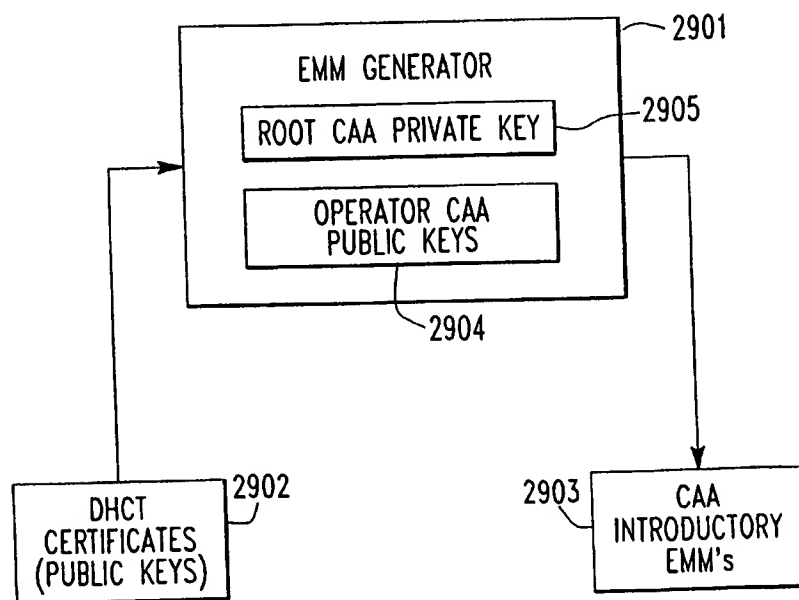 2901
EMM GENERATOR
ROOT CAA PRIVATE KEY
2905
OPERATOR CAA
PUBLIC KEYS
2904
2902
DHCT
CERTIFICATES
(PUBLIC KEYS)
2903
CAA
INTRODUCTORY
EMM's